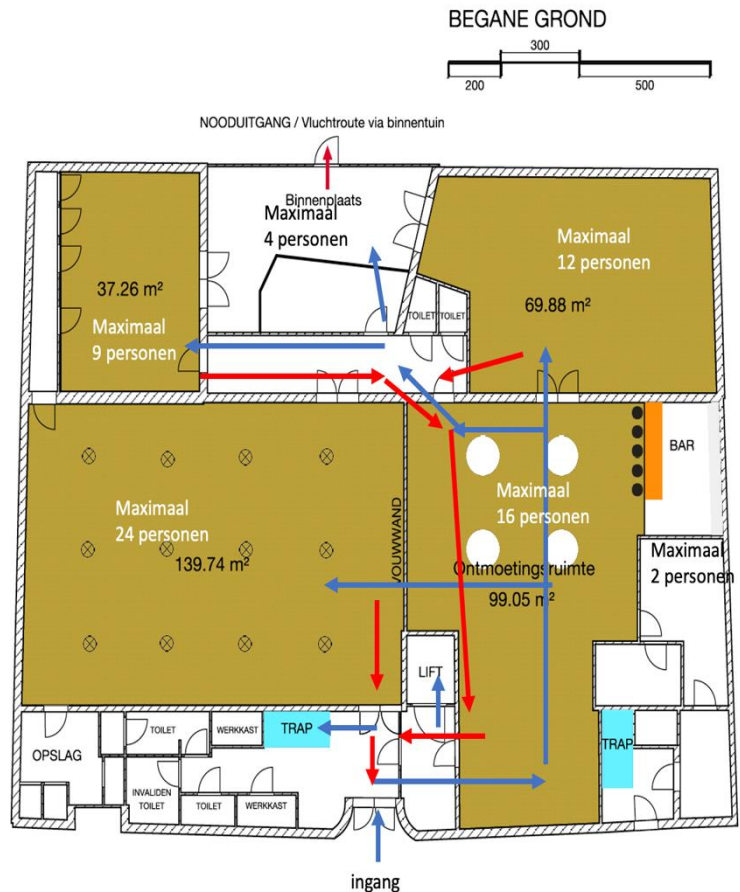 BEGANE GROND
300
200
500
NOODUITGANG / Vluchtroute via binnentuin
Binnenplaats
Maximaal
4 personen
Maximaal
12 personen
69.88 m²
37.26 m²
Maximaal
9 personen
TOILET
TOILET
BAR
Maximaal
24 personen
139.74 m²
VOUWWAND
Maximaal
16 personen
Ontmoetingsruimte
99.05 m²
Maximaal
2 personen
LIFT
OPSLAG
TOILET
WERKKAST
TRAP
TRAP
INVALIDEN
TOILET
TOILET
WERKKAST
ingang